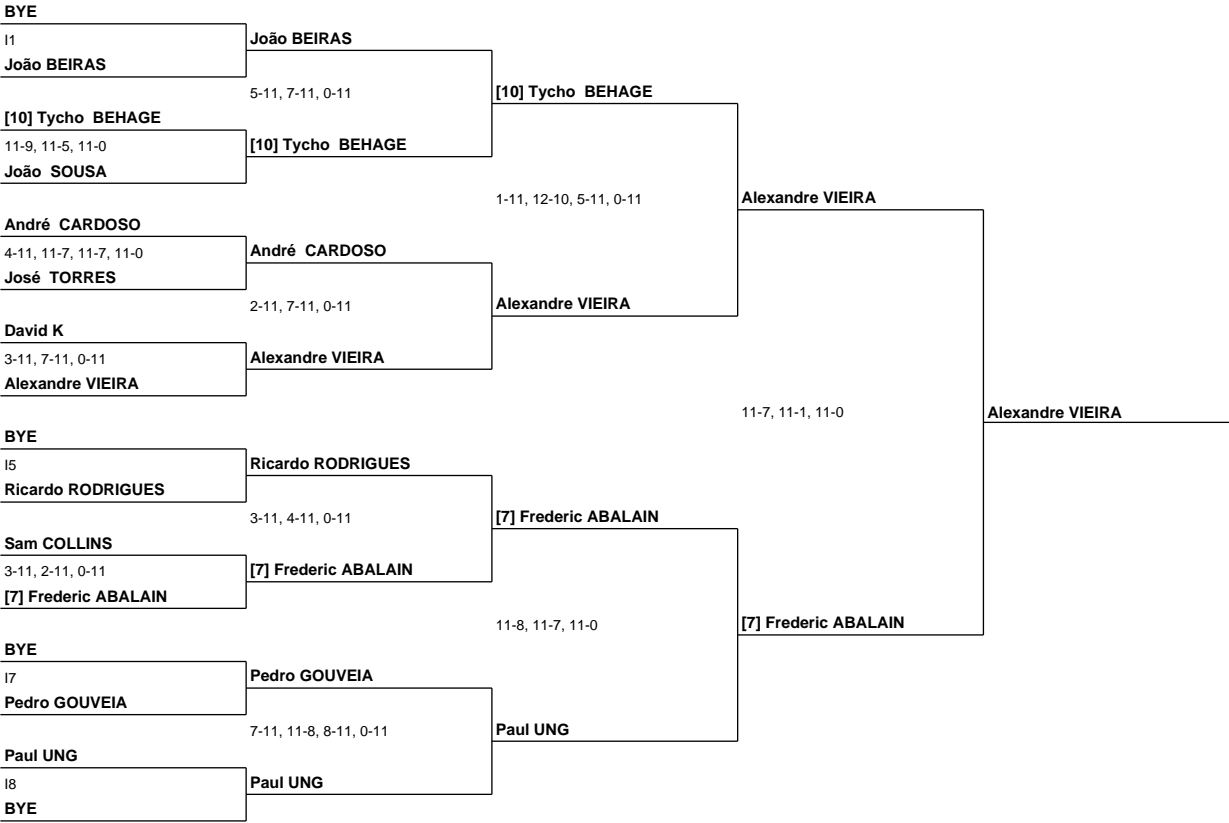 BYE
I1
João BEIRAS
João BEIRAS
5-11, 7-11, 0-11
[10] Tycho BEHAGE
[10] Tycho BEHAGE
11-9, 11-5, 11-0
João SOUSA
[10] Tycho BEHAGE
1-11, 12-10, 5-11, 0-11
Alexandre VIEIRA
André CARDOSO
4-11, 11-7, 11-7, 11-0
José TORRES
André CARDOSO
2-11, 7-11, 0-11
Alexandre VIEIRA
David K
3-11, 7-11, 0-11
Alexandre VIEIRA
Alexandre VIEIRA
11-7, 11-1, 11-0
Alexandre VIEIRA
BYE
I5
Ricardo RODRIGUES
Ricardo RODRIGUES
3-11, 4-11, 0-11
[7] Frederic ABALAIN
Sam COLLINS
3-11, 2-11, 0-11
[7] Frederic ABALAIN
[7] Frederic ABALAIN
11-8, 11-7, 11-0
[7] Frederic ABALAIN
BYE
I7
Pedro GOUVEIA
Pedro GOUVEIA
7-11, 11-8, 8-11, 0-11
Paul UNG
Paul UNG
I8
BYE
Paul UNG